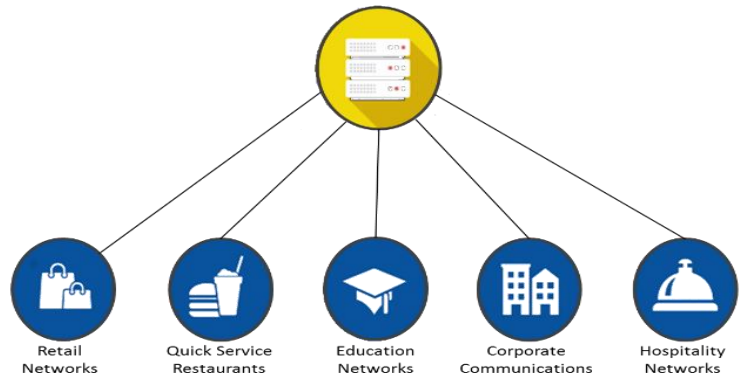 Retail
Networks
Quick Service
Restaurants
Education
Networks
Corporate
Communications
Hospitality
Networks